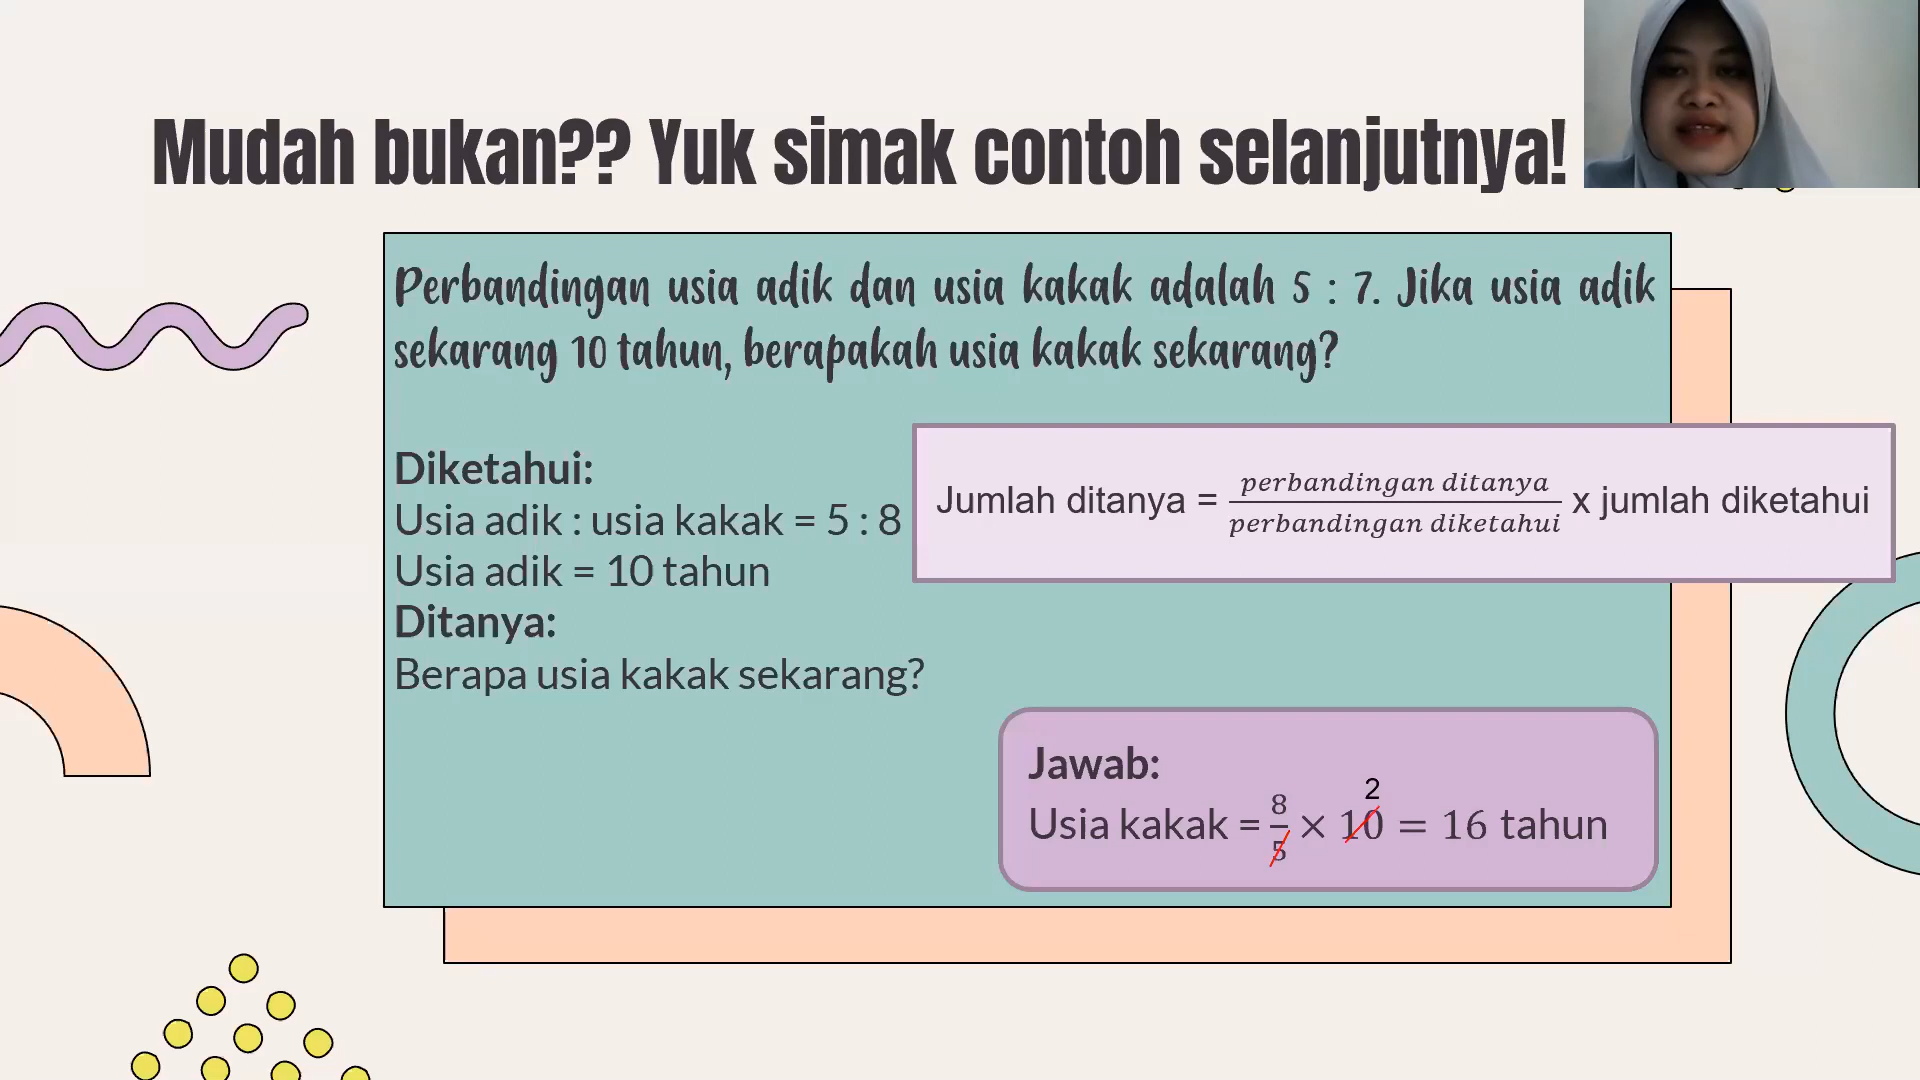 Mudah bukan?? Yuk simak contoh selanjutnya!
Perbandingan usia adik dan usia kakak adalah 5 : 7. Jika usia adik
sekarang 10 tahun, berapakah usia kakak sekarang?
Diketahui:
Usia adik : usia kakak = 5 : 8
Usia adik = 10 tahun
Ditanya:
Berapa usia kakak sekarang?
Jumlah ditanya = perbandingan ditanya / perbandingan diketahui x jumlah diketahui
Jawab:
2
Usia kakak = 8/5 × 10 = 16 tahun